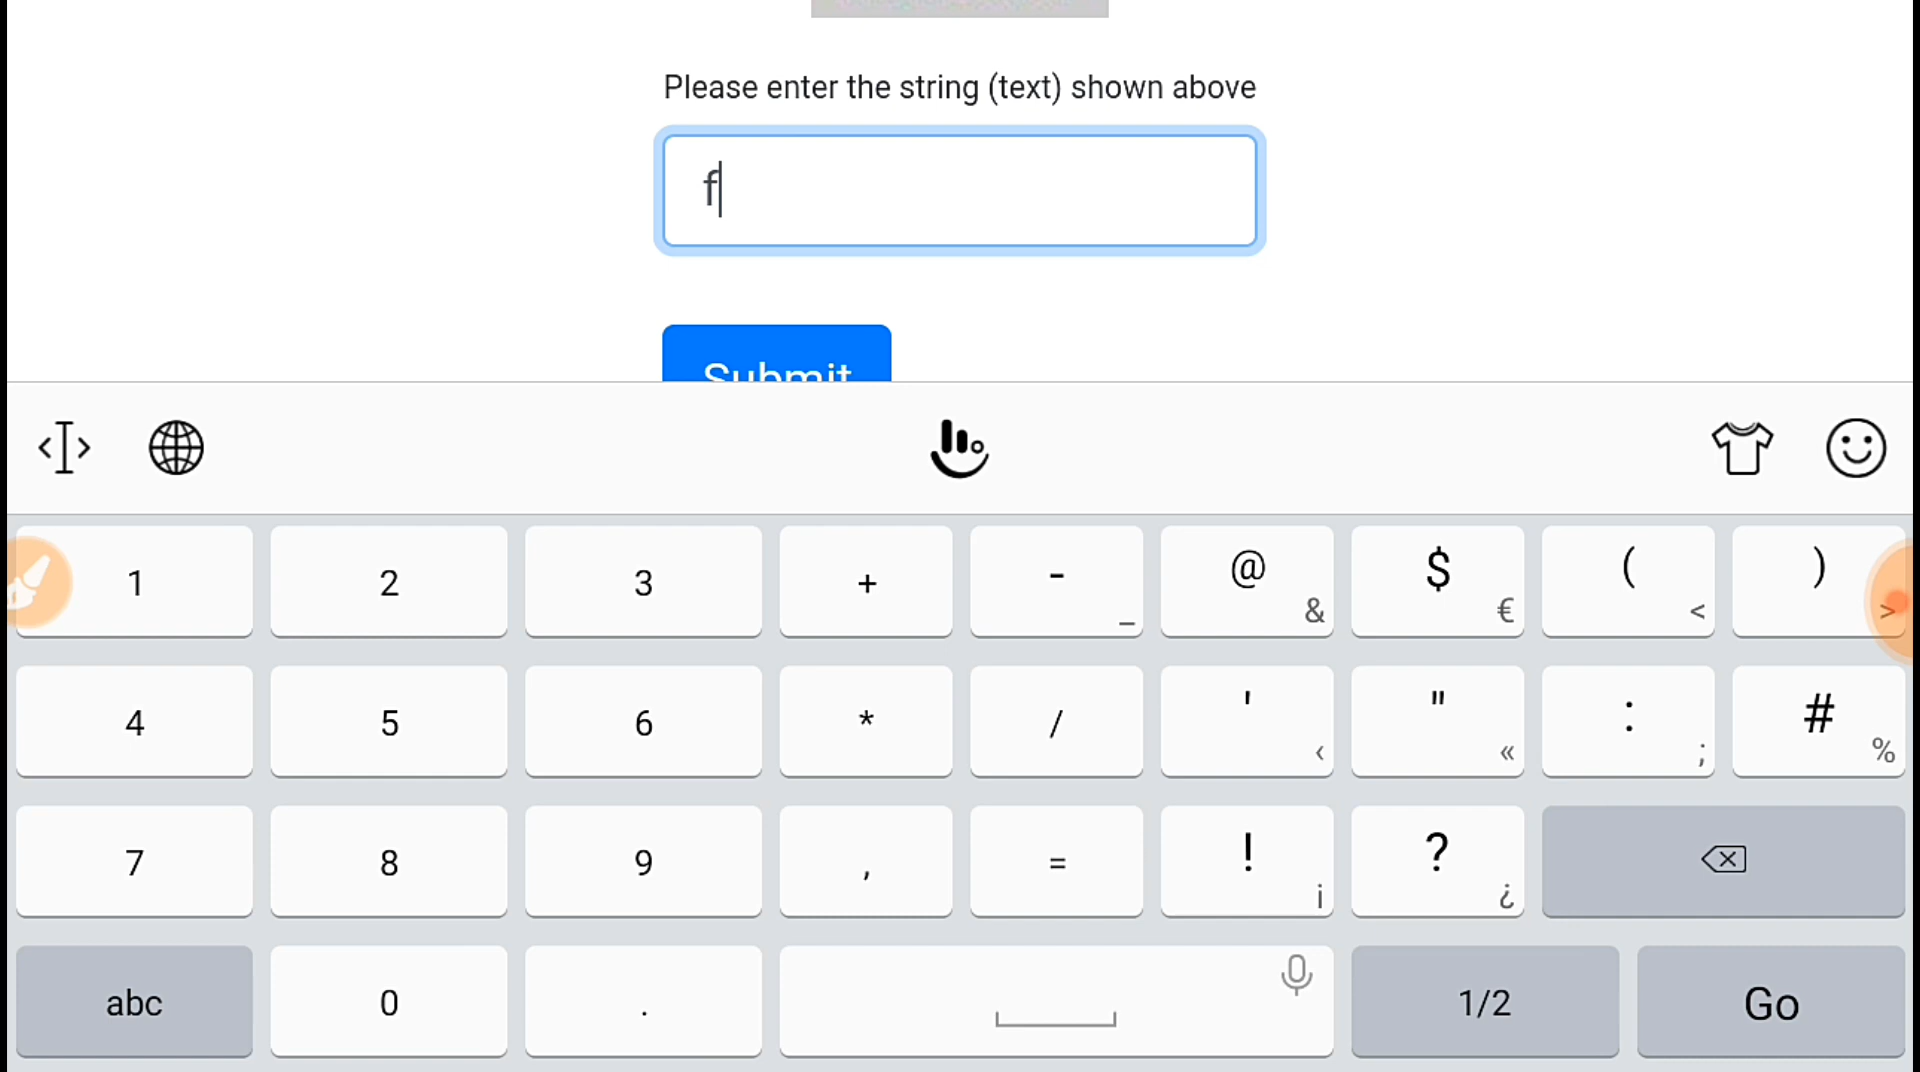 Please enter the string (text) shown above
f
Submit
1 2 3 + - _ @ & $ € ( < ) >
4 5 6 * / ' ‹ " « : ; # %
7 8 9 , = ! ¡ ? ¿
abc 0 . 1/2 Go